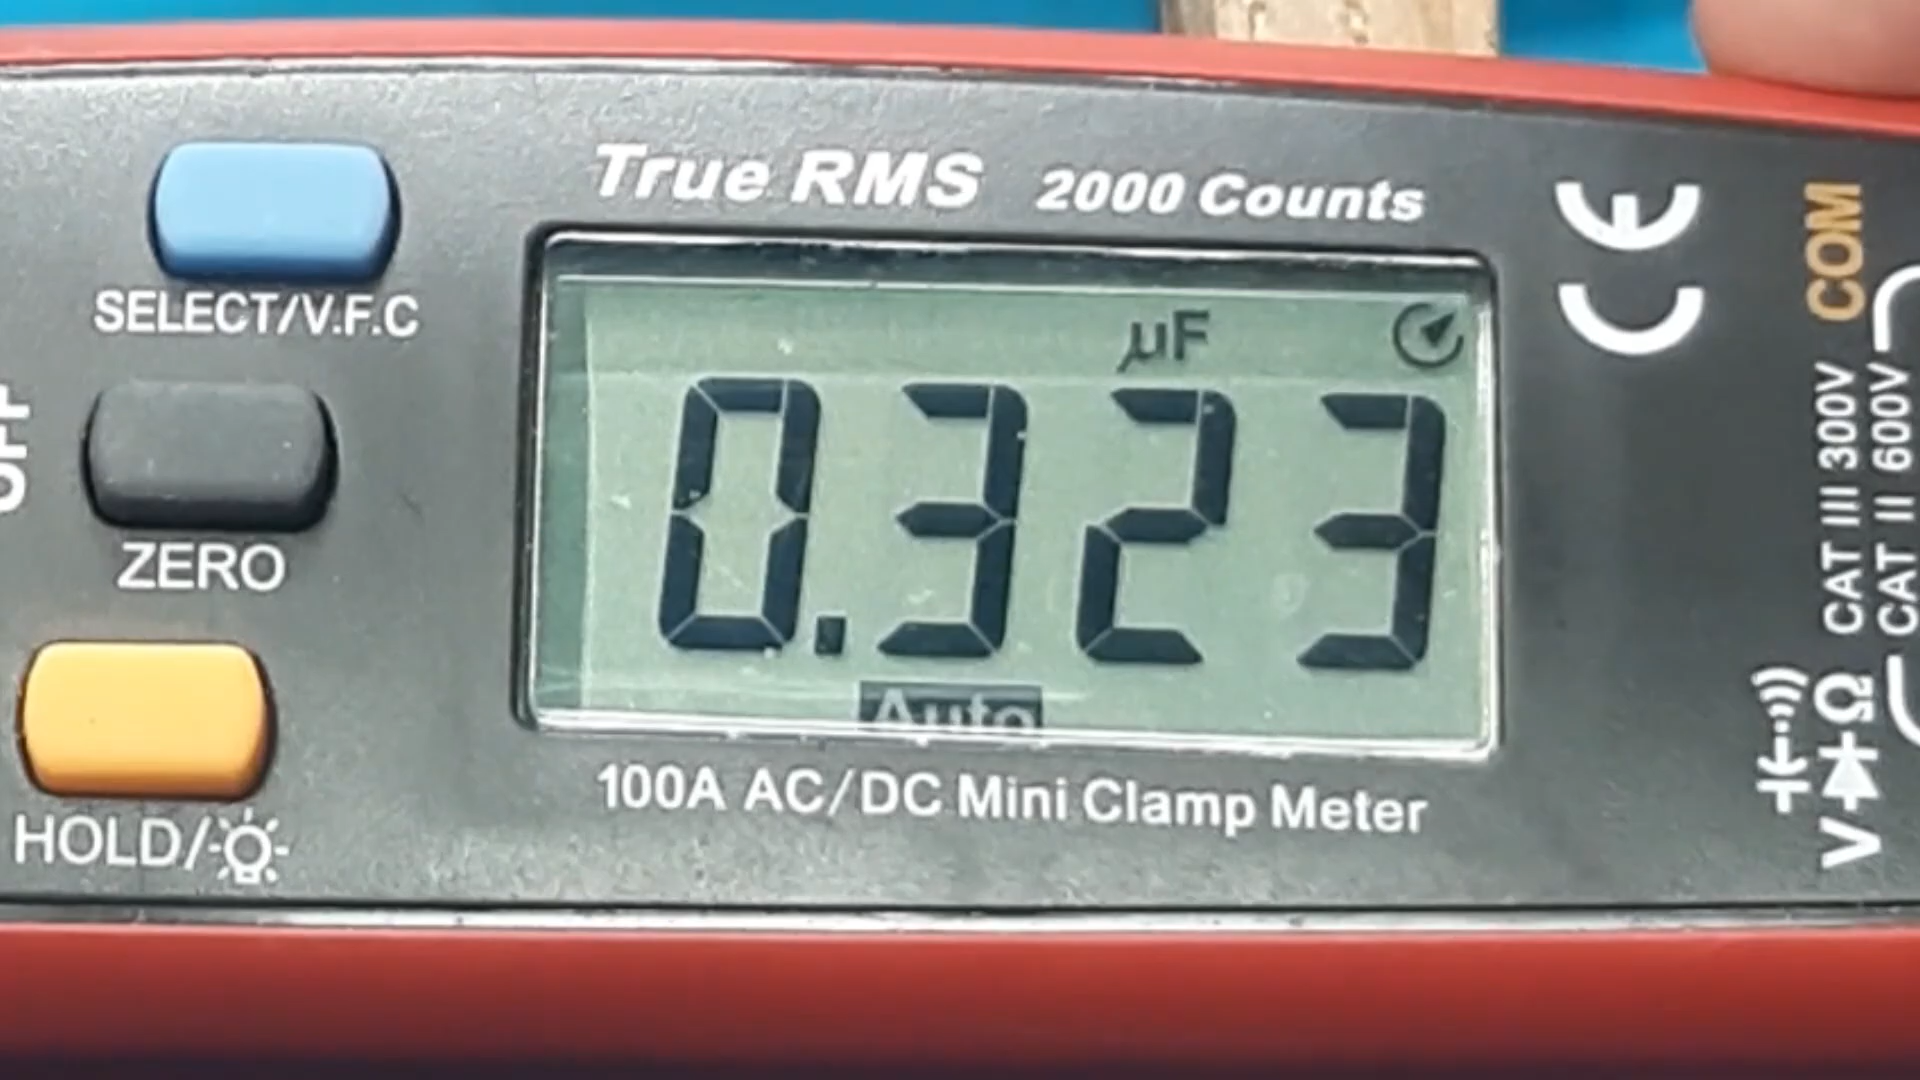 True RMS 2000 Counts
SELECT/V.F.C
μF
0.323
Auto
OFF
ZERO
HOLD/
100A AC/DC Mini Clamp Meter
CE
COM
CAT III 300V
CAT II 600V
VΩ